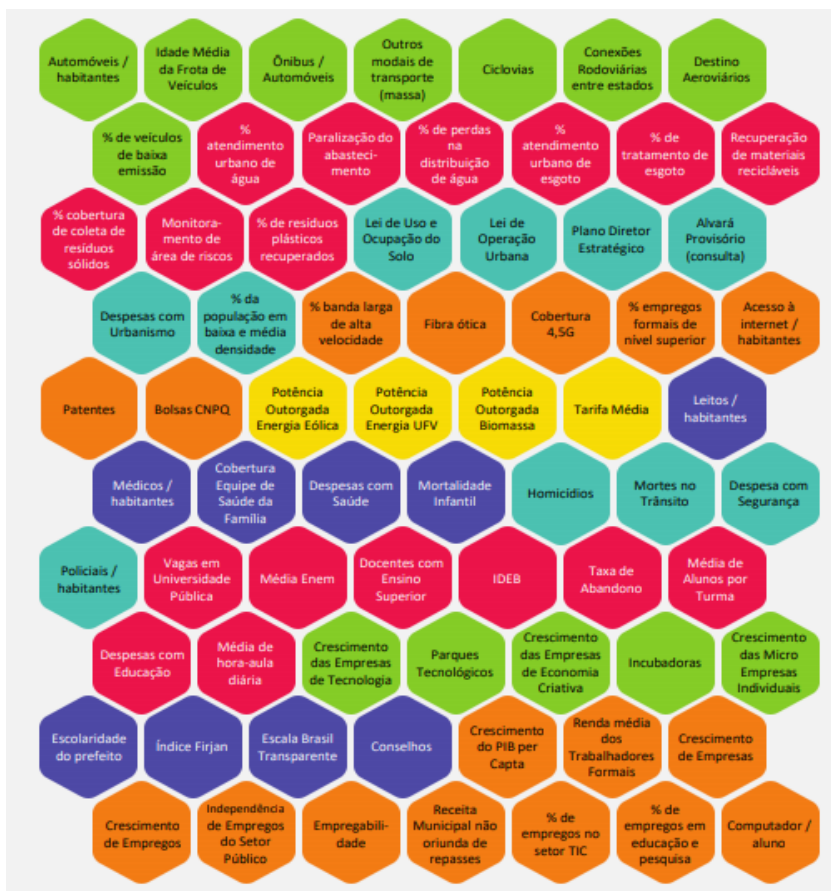 Automóveis /
habitantes
Idade Média
da Frota de
Veículos
Ônibus /
Automóveis
Outros
modais de
transporte
(massa)
Ciclovias
Conexões
Rodoviárias
entre estados
Destino
Aeroviários
% de veículos
de baixa
emissão
%
atendimento
urbano de
água
Paralização do
abasteci-
mento
% de perdas
na
distribuição
de água
%
atendimento
urbano de
esgoto
% de
tratamento de
esgoto
Recuperação
de materiais
recicláveis
% cobertura
de coleta de
resíduos
sólidos
Monitora-
mento de
área de riscos
% de resíduos
plásticos
recuperados
Lei de Uso e
Ocupação do
Solo
Lei de
Operação
Urbana
Plano Diretor
Estratégico
Alvará
Provisório
(consulta)
Despesas com
Urbanismo
% da
população em
baixa e média
densidade
% banda larga
de alta
velocidade
Fibra ótica
Cobertura
4,5G
% empregos
formais de
nível superior
Acesso à
internet /
habitantes
Patentes
Bolsas CNPQ
Potência
Outorgada
Energia Eólica
Potência
Outorgada
Energia UFV
Potência
Outorgada
Biomassa
Tarifa Média
Leitos /
habitantes
Médicos /
habitantes
Cobertura
Equipe de
Saúde da
Família
Despesas com
Saúde
Mortalidade
Infantil
Homicídios
Mortes no
Trânsito
Despesa com
Segurança
Policiais /
habitantes
Vagas em
Universidade
Pública
Média Enem
Docentes com
Ensino
Superior
IDEB
Taxa de
Abandono
Média de
Alunos por
Turma
Despesas com
Educação
Média de
hora-aula
diária
Crescimento
das Empresas
de Tecnologia
Parques
Tecnológicos
Crescimento
das Empresas
de Economia
Criativa
Incubadoras
Crescimento
das Micro
Empresas
Individuais
Escolaridade
do prefeito
Índice Firjan
Escala Brasil
Transparente
Conselhos
Crescimento
do PIB per
Capta
Renda média
dos
Trabalhadores
Formais
Crescimento
de Empresas
Crescimento
de Empregos
Independência
de Empregos
do Setor
Público
Empregabili-
dade
Receita
Municipal não
oriunda de
repasses
% de
empregos no
setor TIC
% de
empregos em
educação e
pesquisa
Computador /
aluno